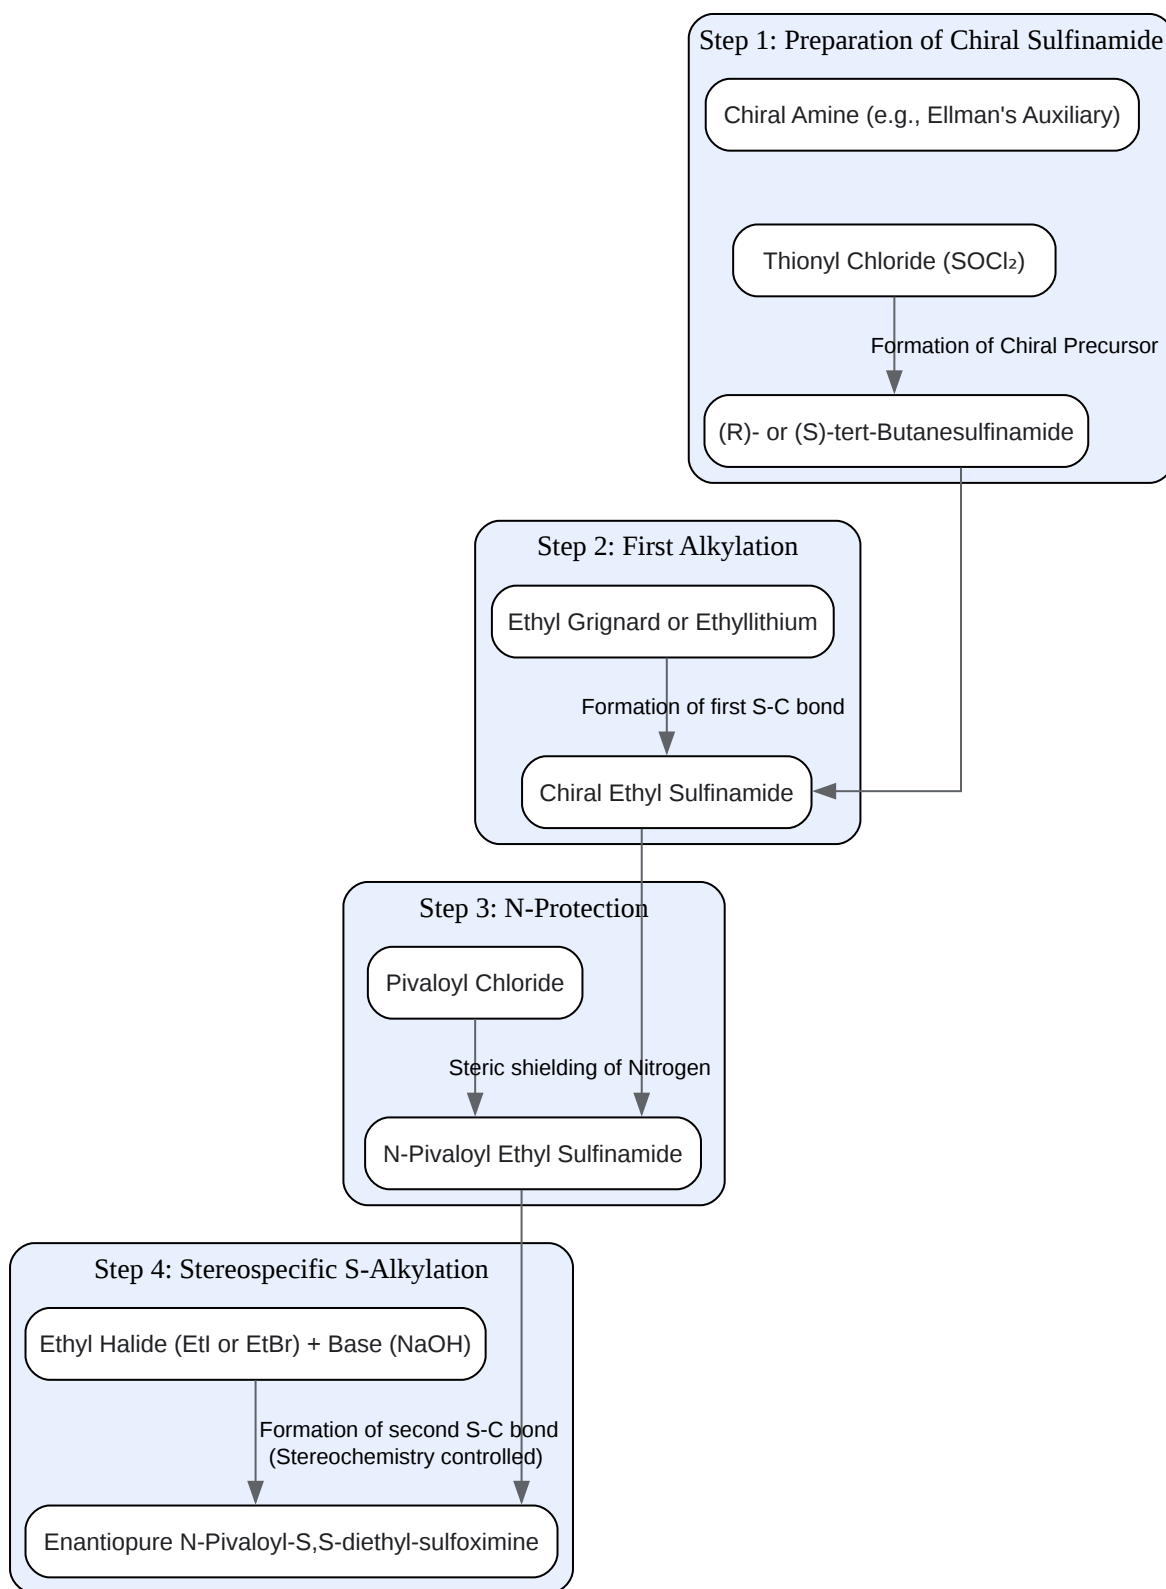 Step 1: Preparation of Chiral Sulfinamide
Chiral Amine (e.g., Ellman's Auxiliary)
Thionyl Chloride (SOCl₂)
Formation of Chiral Precursor
(R)- or (S)-tert-Butanesulfinamide
Step 2: First Alkylation
Ethyl Grignard or Ethyllithium
Formation of first S-C bond
Chiral Ethyl Sulfinamide
Step 3: N-Protection
Pivaloyl Chloride
Steric shielding of Nitrogen
N-Pivaloyl Ethyl Sulfinamide
Step 4: Stereospecific S-Alkylation
Ethyl Halide (EtI or EtBr) + Base (NaOH)
Formation of second S-C bond
(Stereochemistry controlled)
Enantiopure N-Pivaloyl-S,S-diethyl-sulfoximine